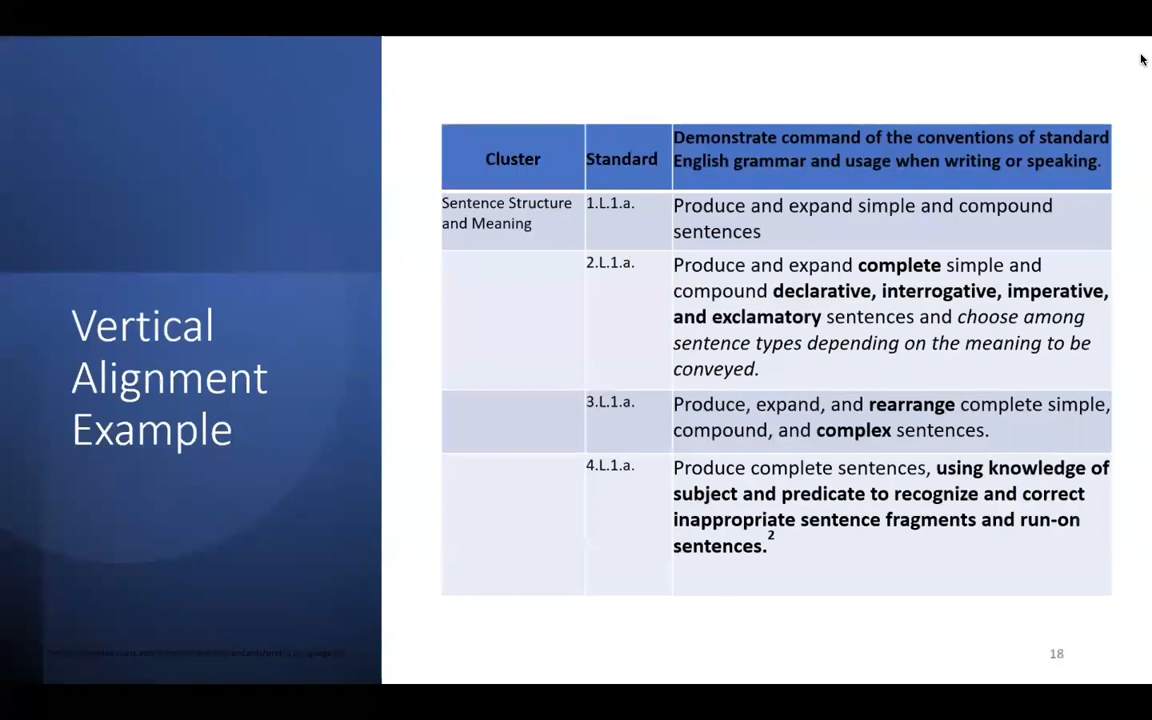 Vertical
Alignment
Example
Cluster
Standard
Demonstrate command of the conventions of standard
English grammar and usage when writing or speaking.
Sentence Structure
and Meaning
1.L.1.a.
Produce and expand simple and compound
sentences
2.L.1.a.
Produce and expand complete simple and
compound declarative, interrogative, imperative,
and exclamatory sentences and choose among
sentence types depending on the meaning to be
conveyed.
3.L.1.a.
Produce, expand, and rearrange complete simple,
compound, and complex sentences.
4.L.1.a.
Produce complete sentences, using knowledge of
subject and predicate to recognize and correct
inappropriate sentence fragments and run-on
sentences.2
18